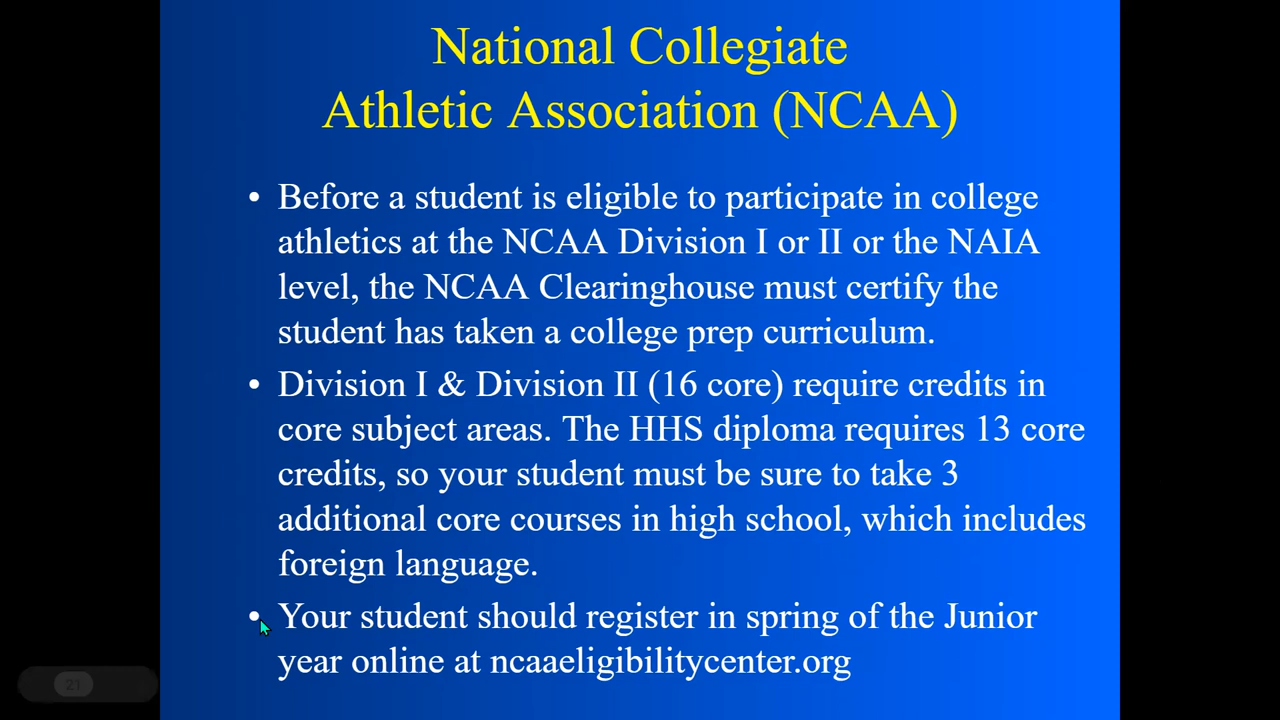 National Collegiate
Athletic Association (NCAA)
• Before a student is eligible to participate in college
athletics at the NCAA Division I or II or the NAIA
level, the NCAA Clearinghouse must certify the
student has taken a college prep curriculum.
• Division I & Division II (16 core) require credits in
core subject areas. The HHS diploma requires 13 core
credits, so your student must be sure to take 3
additional core courses in high school, which includes
foreign language.
• Your student should register in spring of the Junior
year online at ncaaeligibilitycenter.org
21